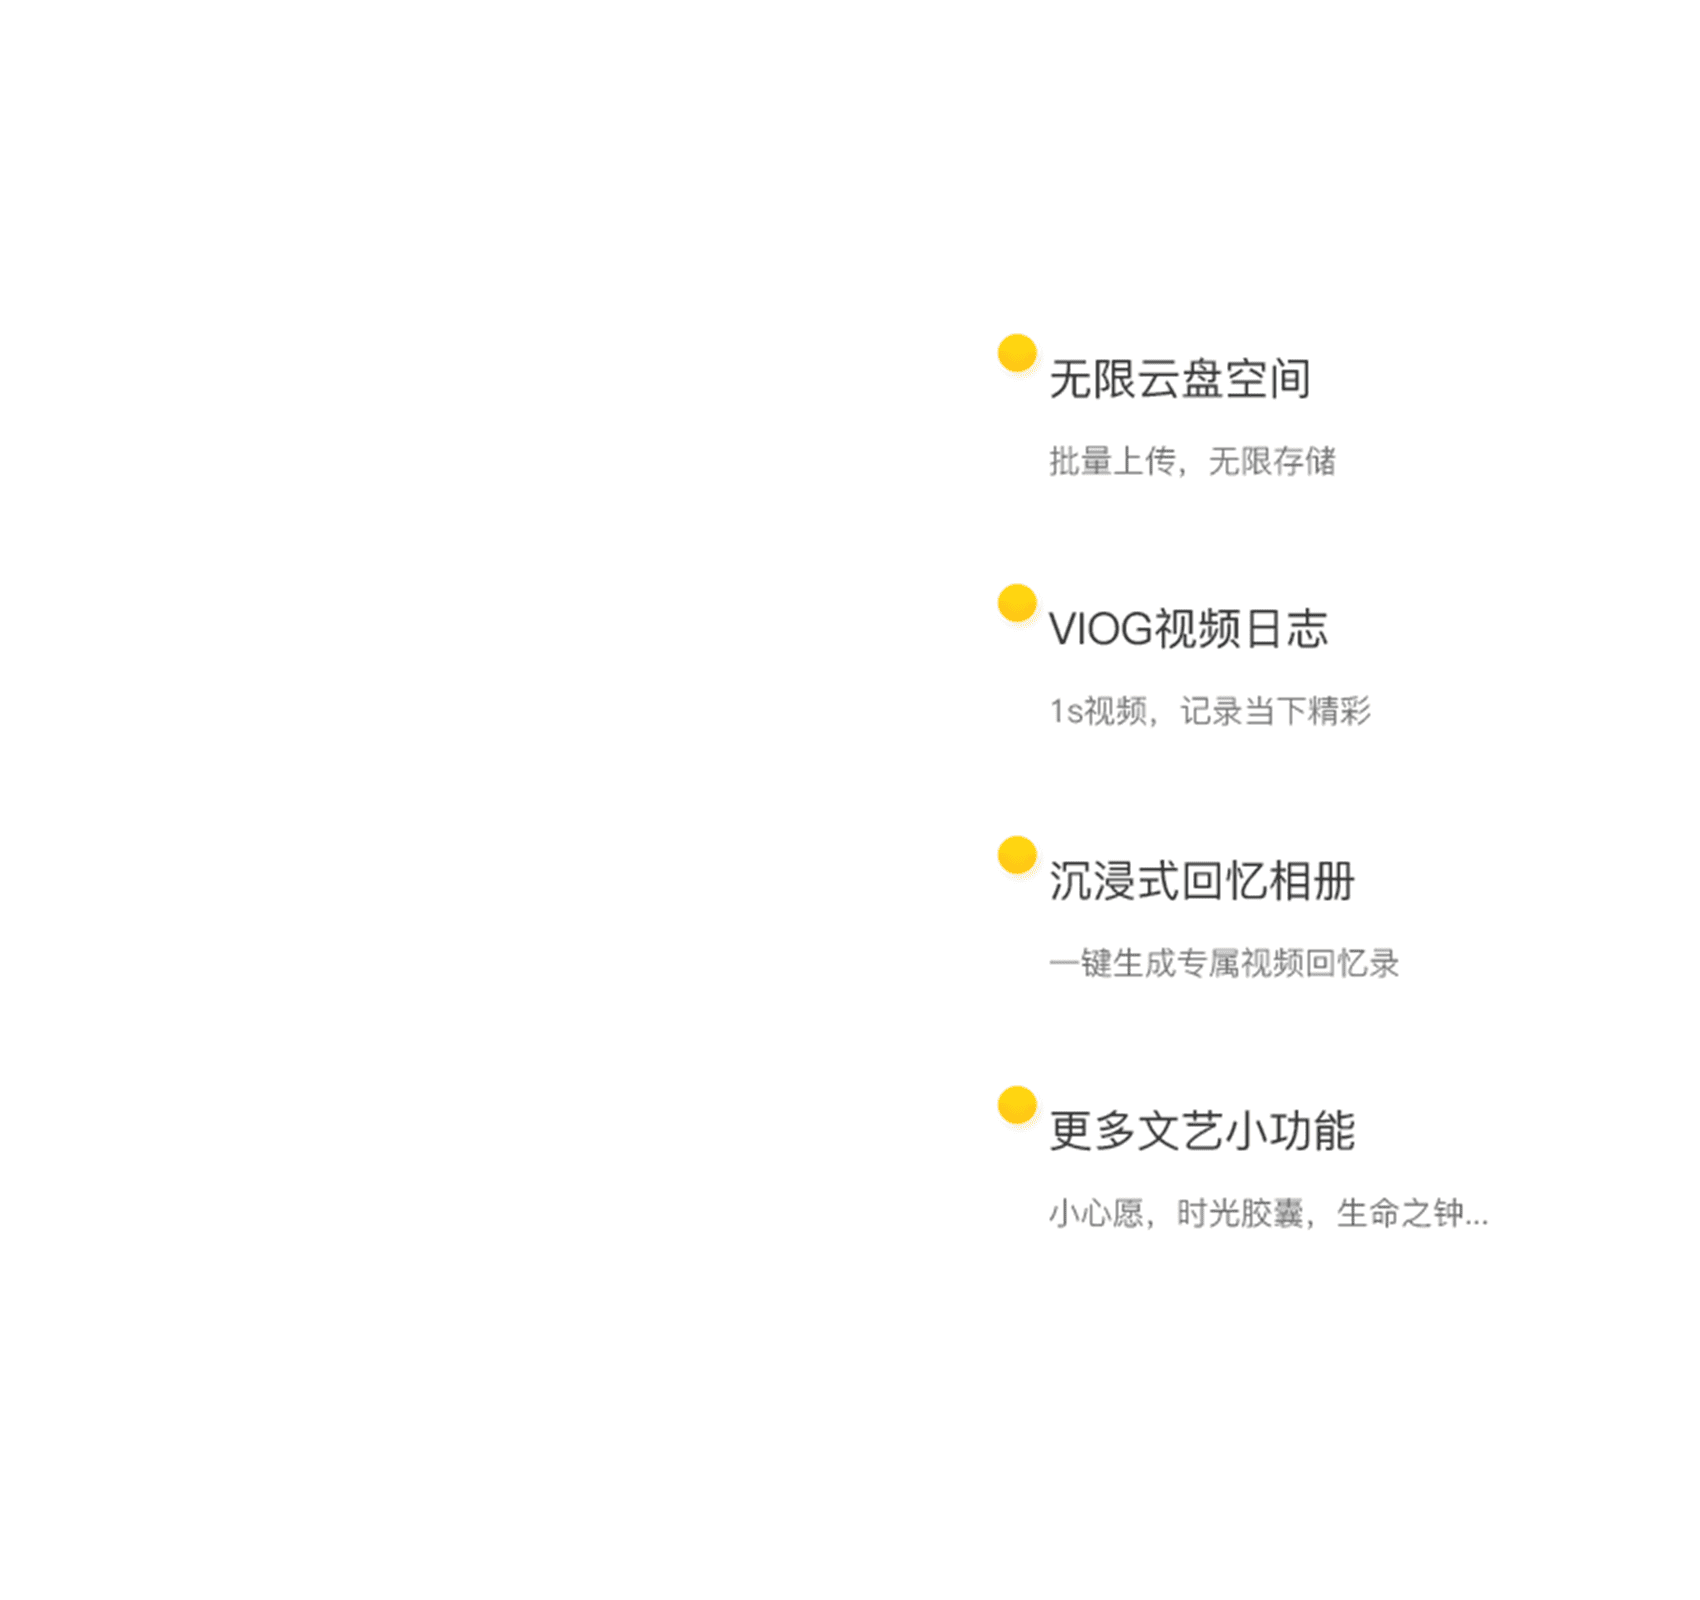 无限云盘空间
批量上传，无限存储
VIOG视频日志
1s视频，记录当下精彩
沉浸式回忆相册
一键生成专属视频回忆录
更多文艺小功能
小心愿，时光胶囊，生命之钟...